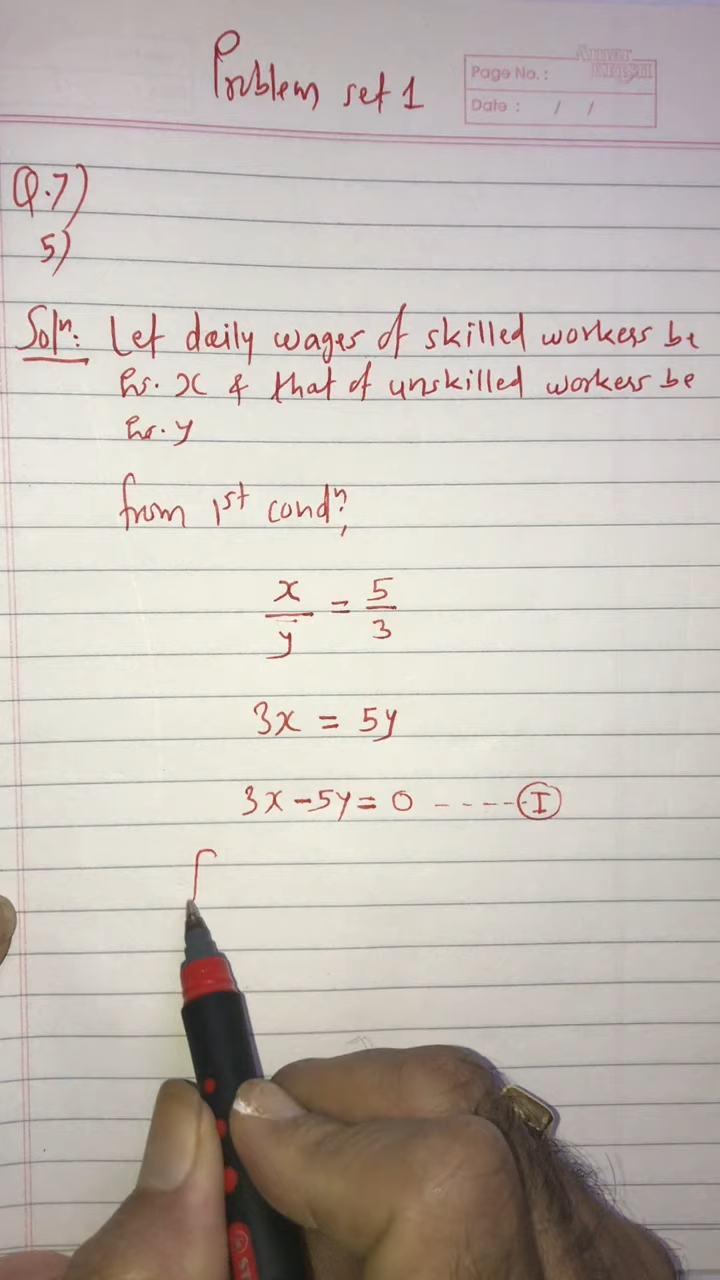 Problem set 1
Page No. :
Date : / /
Q.7)
5)
Solⁿ: Let daily wages of skilled workers be
Rs. x & that of unskilled workers be
Rs. y
from 1st condⁿ,
x/y = 5/3
3x = 5y
3x - 5y = 0 ----- I